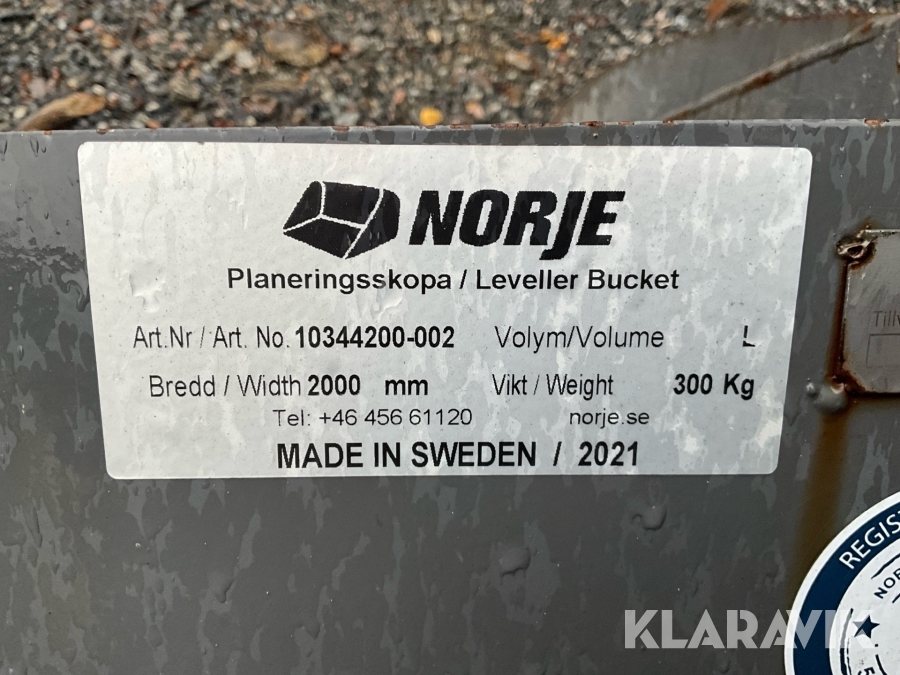 NORJE
Planeringsskopa / Leveller Bucket
Art.Nr / Art. No. 10344200-002 Volym/Volume L
Bredd / Width 2000 mm Vikt / Weight 300 Kg
Tel: +46 456 61120 norje.se
MADE IN SWEDEN / 2021
KLARAVIK